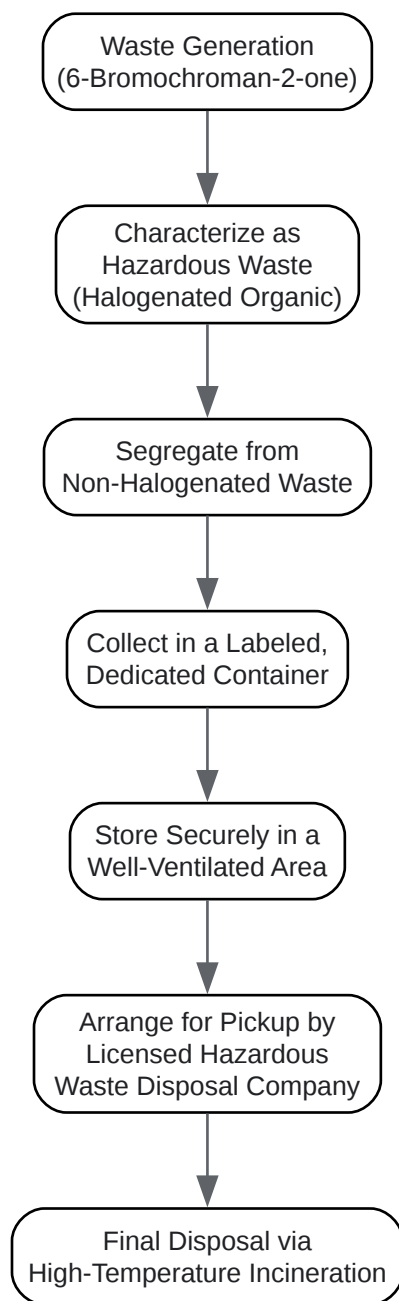 Waste Generation
(6-Bromochroman-2-one)
Characterize as
Hazardous Waste
(Halogenated Organic)
Segregate from
Non-Halogenated Waste
Collect in a Labeled,
Dedicated Container
Store Securely in a
Well-Ventilated Area
Arrange for Pickup by
Licensed Hazardous
Waste Disposal Company
Final Disposal via
High-Temperature Incineration